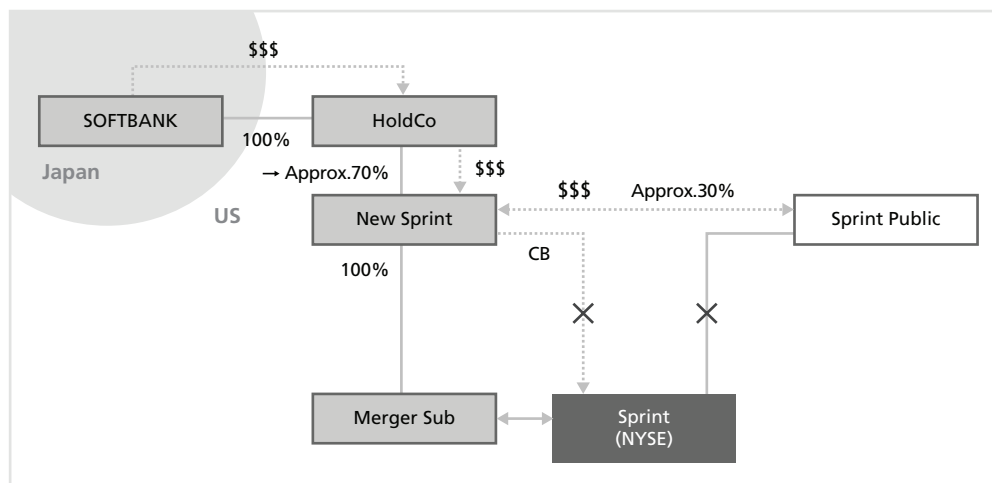 $$$
SOFTBANK
HoldCo
100%
Japan
→ Approx.70%
$$$
US
New Sprint
$$$
Approx.30%
Sprint Public
100%
CB
Merger Sub
Sprint
(NYSE)